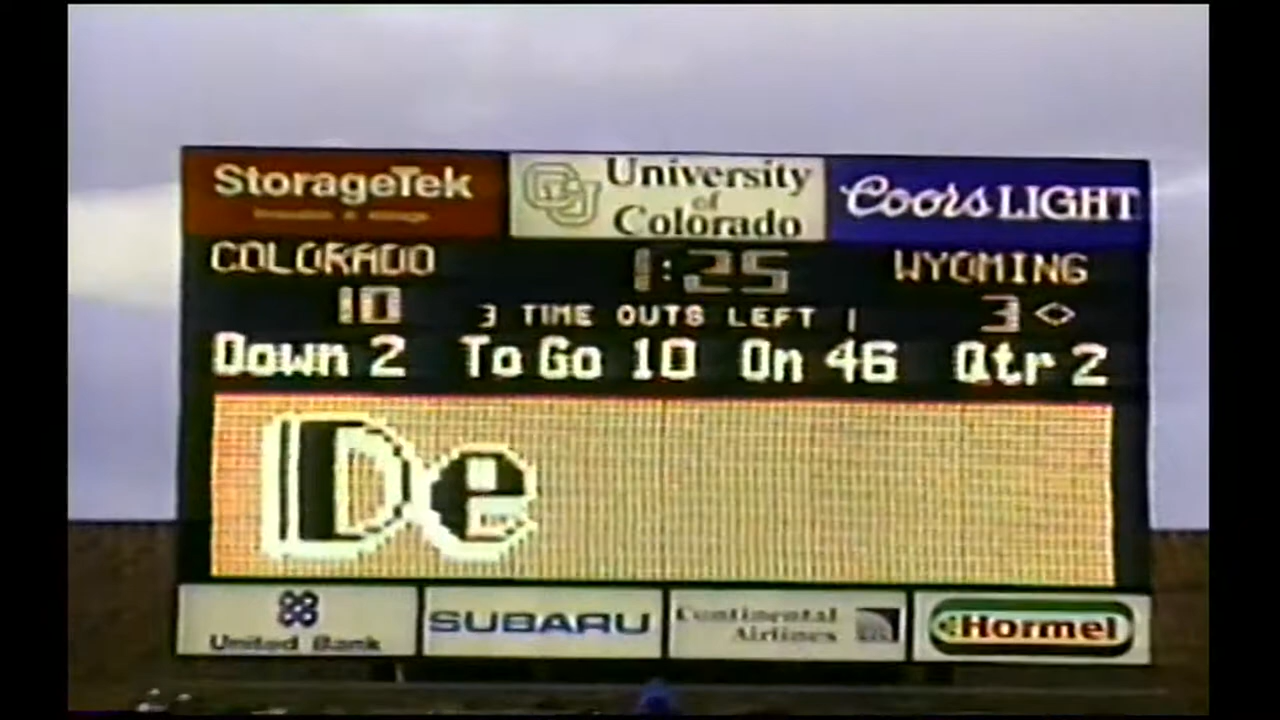 StorageTek
CU
University
of
Colorado
Coors LIGHT
COLORADO
1:25
WYOMING
10
3 TIME OUTS LEFT 1
3
Down 2 To Go 10 On 46 Qtr 2
De
United Bank
SUBARU
Continental
Airlines
Hormel